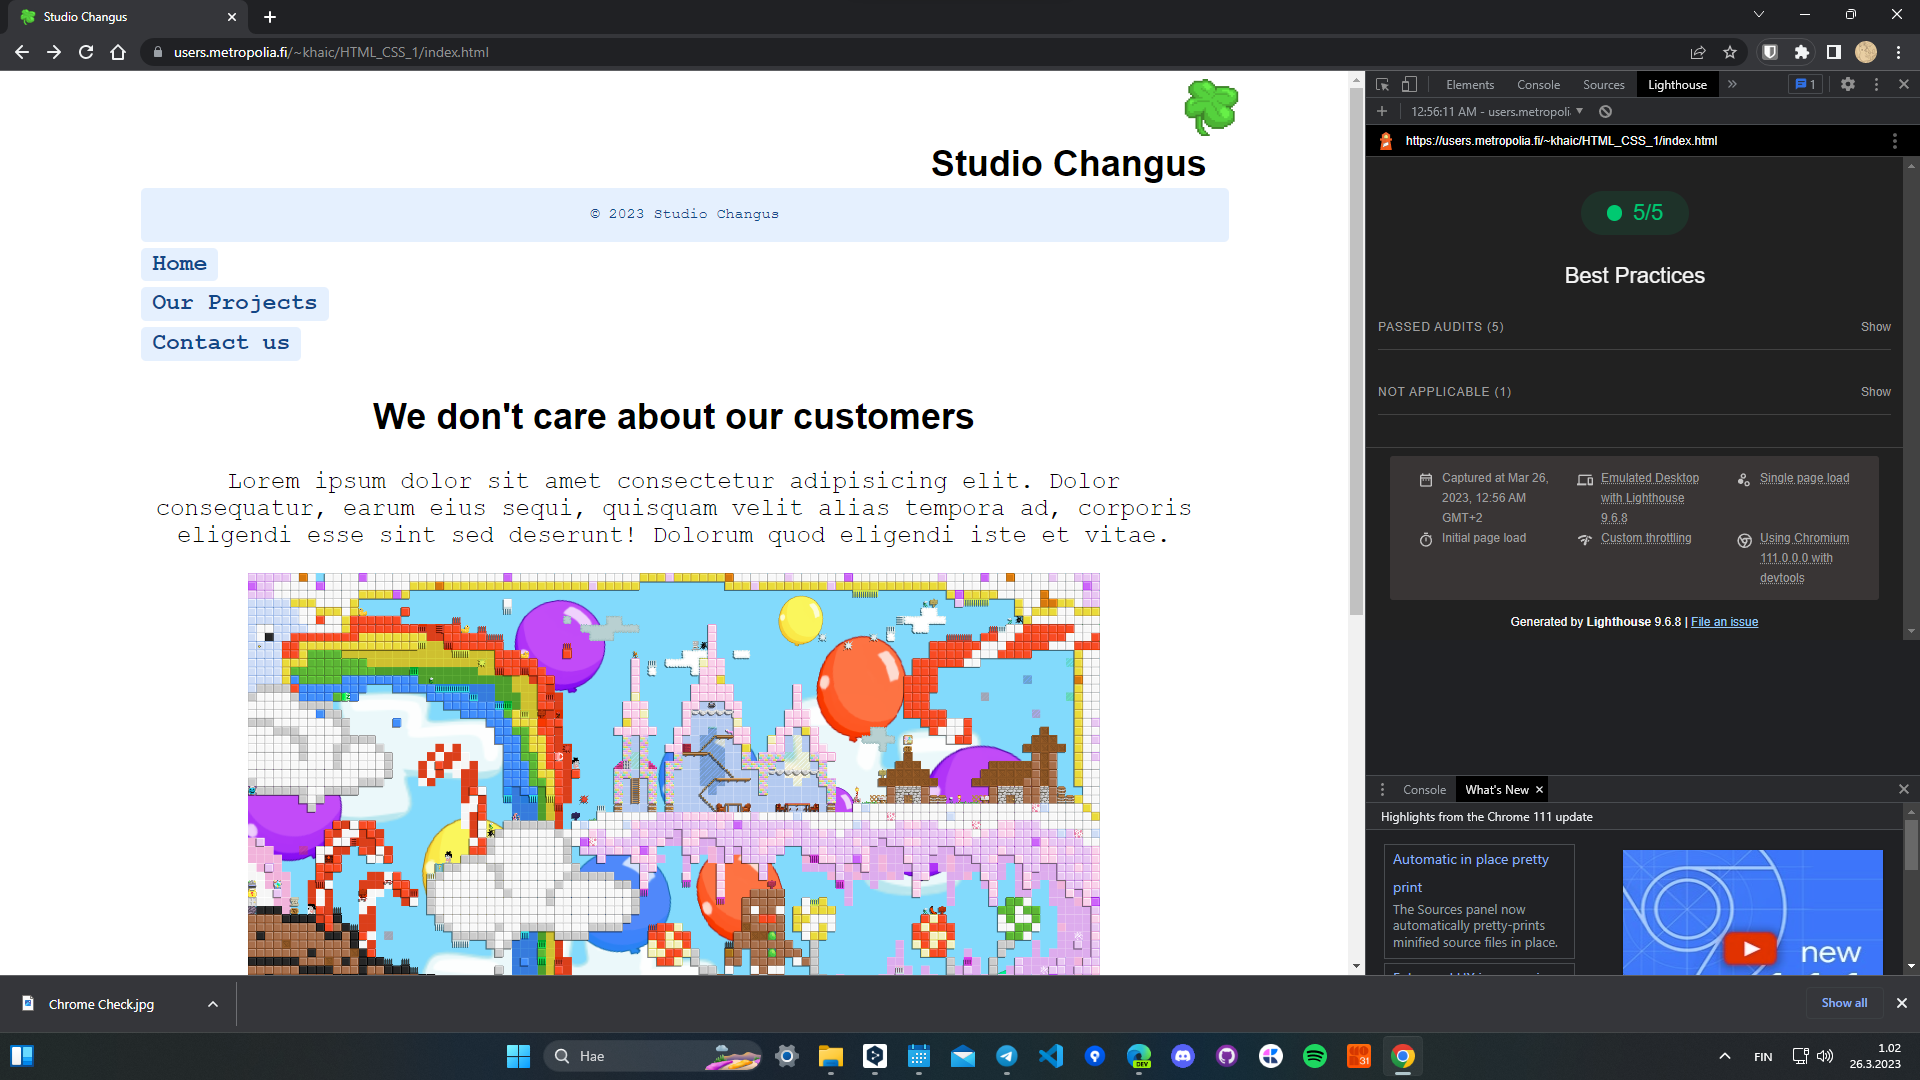 Studio Changus
users.metropolia.fi/~khaic/HTML_CSS_1/index.html
Studio Changus
© 2023 Studio Changus
Home
Our Projects
Contact us
We don't care about our customers
Lorem ipsum dolor sit amet consectetur adipisicing elit. Dolor
consequatur, earum eius sequi, quisquam velit alias tempora ad, corporis
eligendi esse sint sed deserunt! Dolorum quod eligendi iste et vitae.
Elements
Console
Sources
Lighthouse
1
12:56:11 AM - users.metropoli
https://users.metropolia.fi/~khaic/HTML_CSS_1/index.html
5/5
Best Practices
PASSED AUDITS (5)
Show
NOT APPLICABLE (1)
Show
Captured at Mar 26,
2023, 12:56 AM
GMT+2
Emulated Desktop
with Lighthouse
9.6.8
Single page load
Initial page load
Custom throttling
Using Chromium
111.0.0.0 with
devtools
Generated by Lighthouse 9.6.8 | File an issue
Console
What's New
Highlights from the Chrome 111 update
Automatic in place pretty
print
The Sources panel now
automatically pretty-prints
minified source files in place.
new
Chrome Check.jpg
Show all
Hae
DEV
31
FIN
1.02
26.3.2023